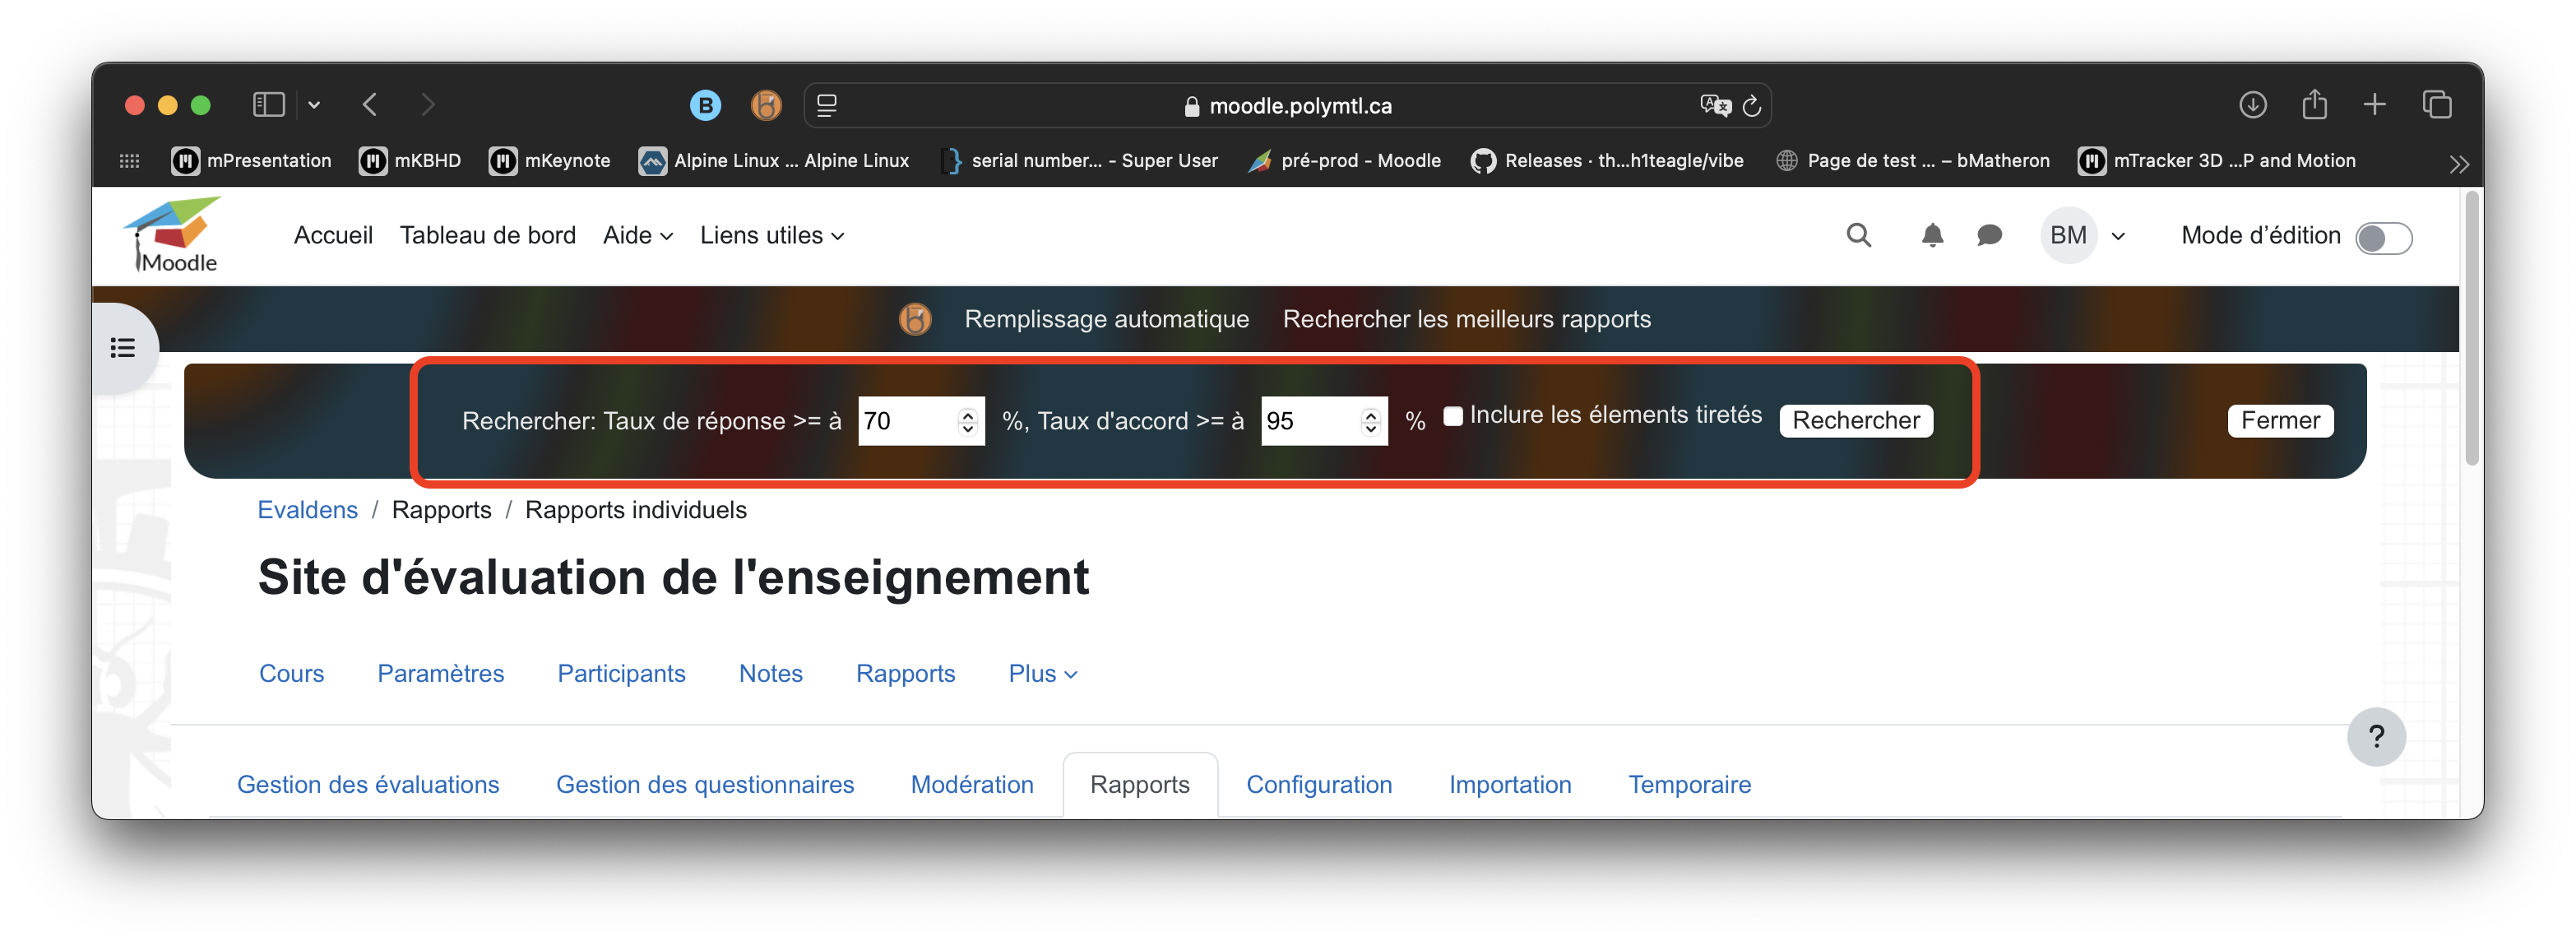 B moodle.polymtl.ca
mPresentation mKBHD mKeynote Alpine Linux ... Alpine Linux serial number... - Super User pré-prod - Moodle Releases · th...h1teagle/vibe Page de test ... – bMatheron mTracker 3D ...P and Motion
Moodle Accueil Tableau de bord Aide Liens utiles BM Mode d’édition
Remplissage automatique Rechercher les meilleurs rapports
Rechercher: Taux de réponse >= à 70 %, Taux d'accord >= à 95 % Inclure les élements tiretés Rechercher Fermer
Evaldens / Rapports / Rapports individuels
Site d'évaluation de l'enseignement
Cours Paramètres Participants Notes Rapports Plus
?
Gestion des évaluations Gestion des questionnaires Modération Rapports Configuration Importation Temporaire